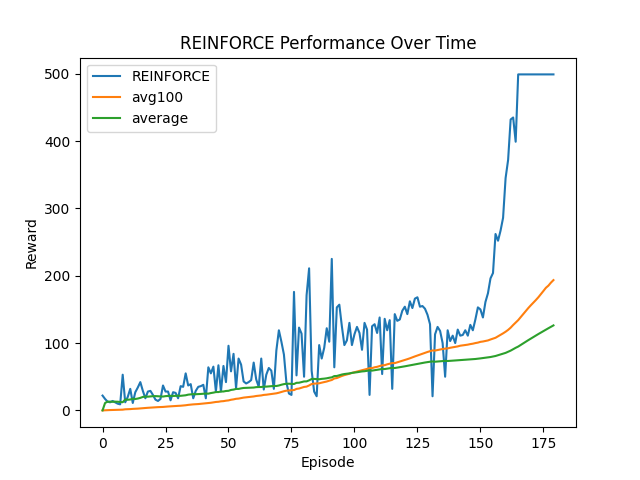 REINFORCE Performance Over Time
REINFORCE
avg100
average
500
400
300
200
100
0
Reward
0 25 50 75 100 125 150 175
Episode